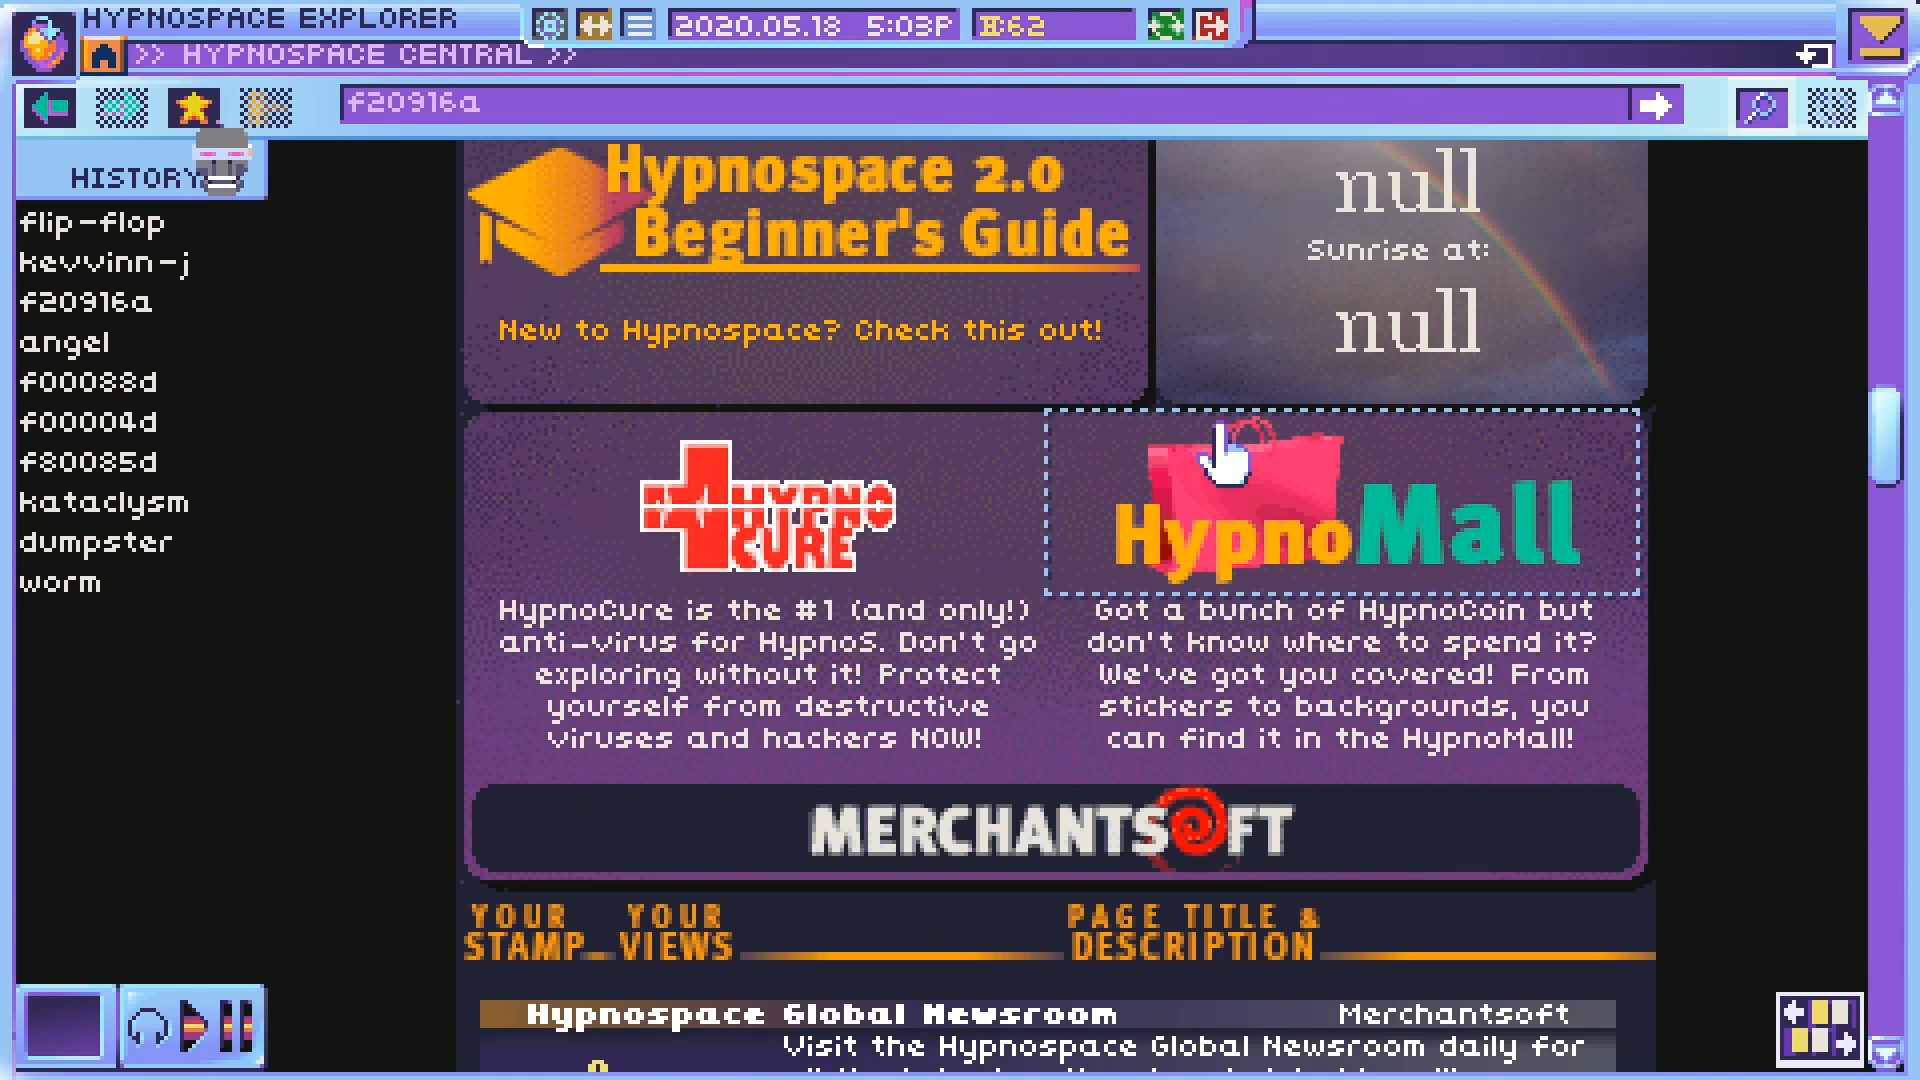 HYPNOSPACE EXPLORER
2020.05.18 5:03P
62
>> HYPNOSPACE CENTRAL >>
f20916a
HISTORY
flip-flop
kevvinn-j
f20916a
angel
f00088d
f00004d
f80085d
kataclysm
dumpster
worm
Hypnospace 2.0
Beginner's Guide
New to Hypnospace? Check this out!
null
Sunrise at:
null
HYPNO
CURE
HypnoCure is the #1 (and only!)
anti-virus for HypnoS. Don't go
exploring without it! Protect
yourself from destructive
viruses and hackers NOW!
HypnoMall
Got a bunch of HypnoCoin but
don't know where to spend it?
We've got you covered! From
stickers to backgrounds, you
can find it in the HypnoMall!
MERCHANTSOFT
YOUR STAMP
YOUR VIEWS
PAGE TITLE &
DESCRIPTION
Hypnospace Global Newsroom
Merchantsoft
Visit the Hypnospace Global Newsroom daily for